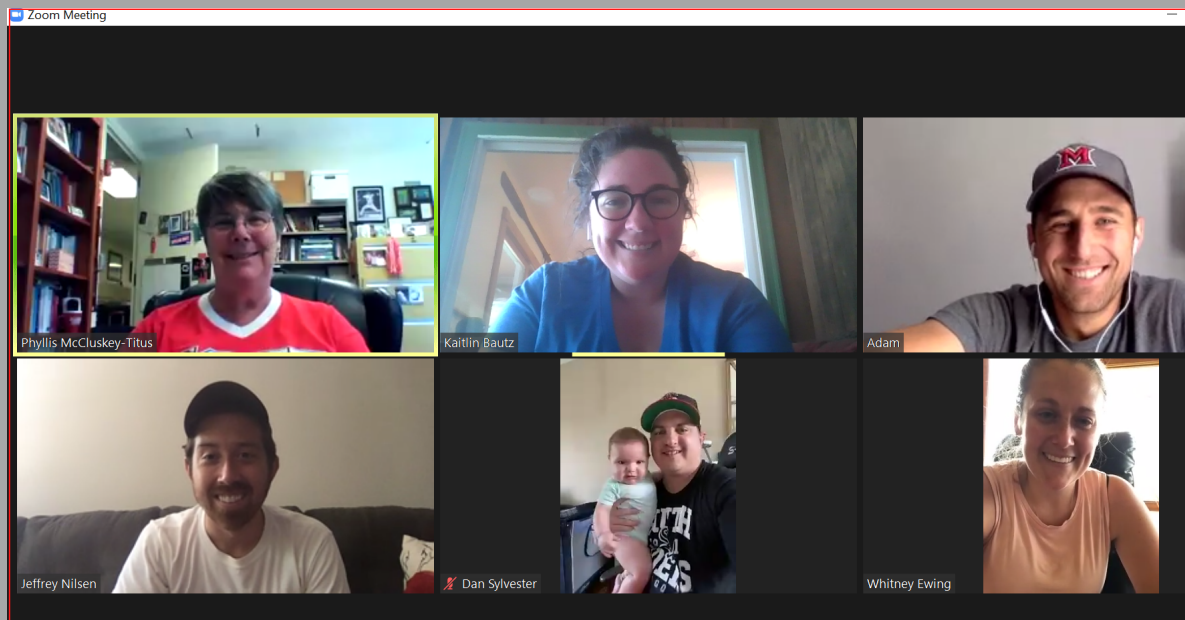 Zoom Meeting
Phyllis McCluskey-Titus
Kaitlin Bautz
M
Adam
Jeffrey Nilsen
Dan Sylvester
Whitney Ewing